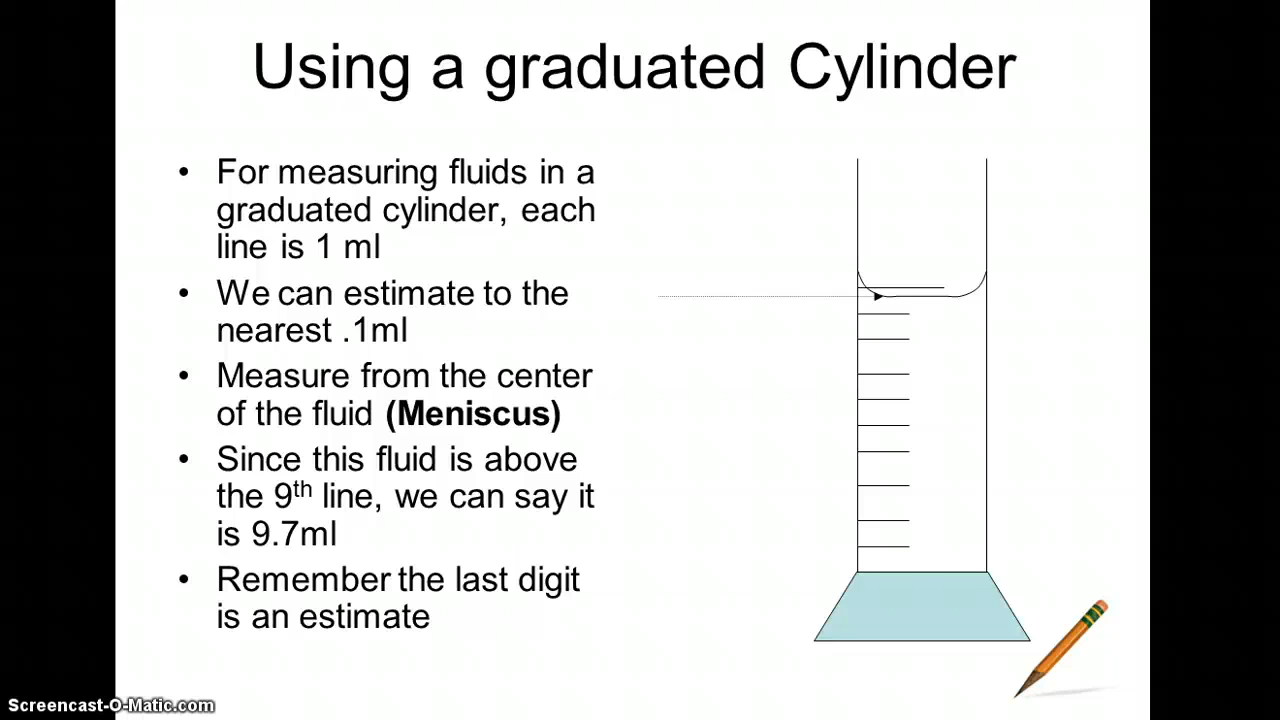 Using a graduated Cylinder
• For measuring fluids in a
graduated cylinder, each
line is 1 ml
• We can estimate to the
nearest .1ml
• Measure from the center
of the fluid (Meniscus)
• Since this fluid is above
the 9th line, we can say it
is 9.7ml
• Remember the last digit
is an estimate
Screencast-O-Matic.com